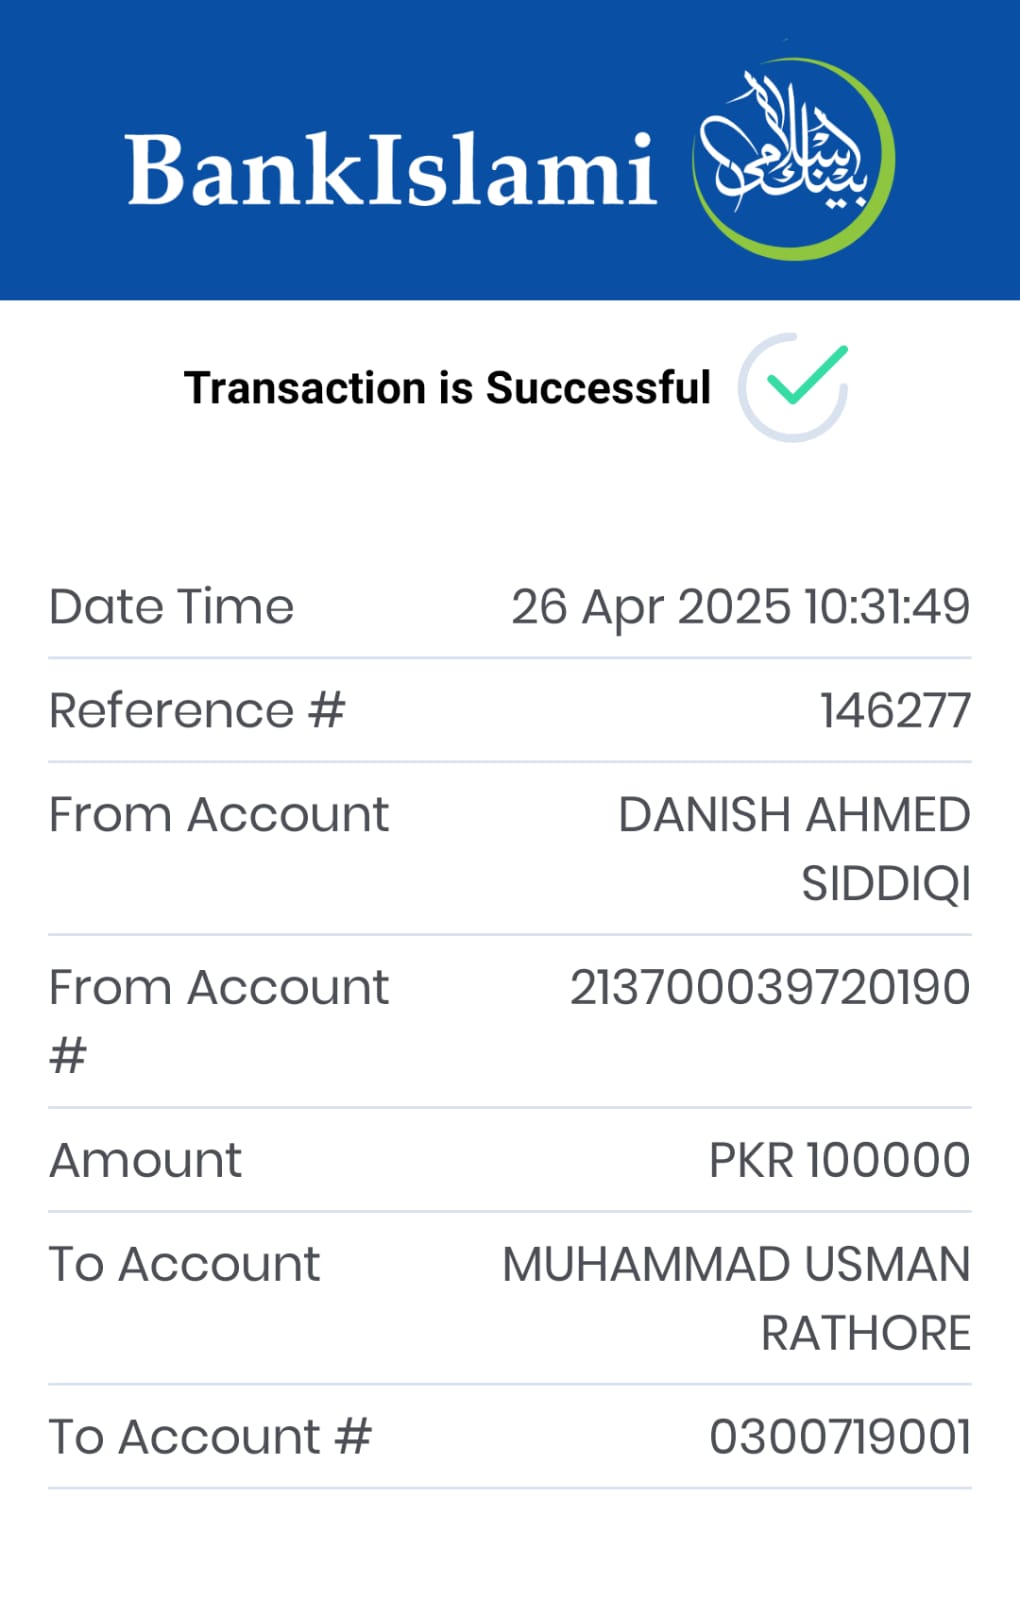 BankIslami
بینک اسلامی
Transaction is Successful
Date Time 26 Apr 2025 10:31:49
Reference # 146277
From Account DANISH AHMED
SIDDIQI
From Account 213700039720190
#
Amount PKR 100000
To Account MUHAMMAD USMAN
RATHORE
To Account # 0300719001